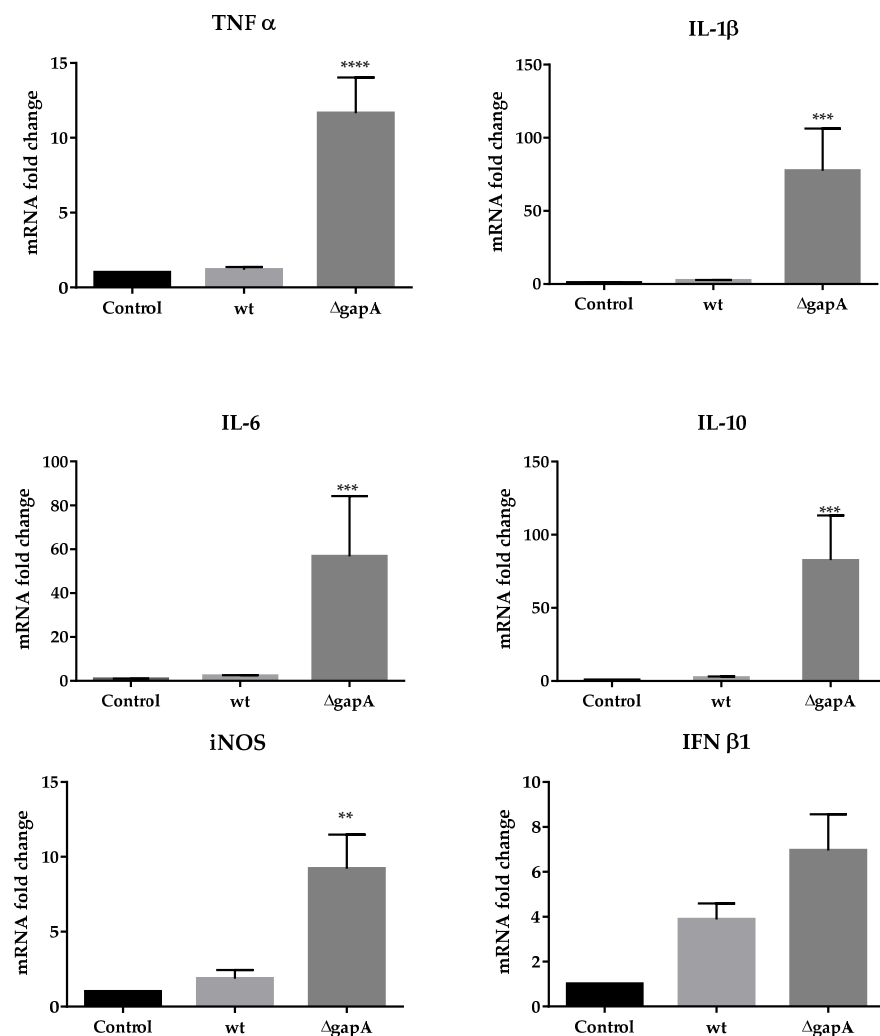 TNF α
mRNA fold change
15
10
5
0
****
Control wt ΔgapA
IL-1β
mRNA fold change
150
100
50
0
***
Control wt ΔgapA
IL-6
mRNA fold change
100
80
60
40
20
0
***
Control wt ΔgapA
IL-10
mRNA fold change
150
100
50
0
***
Control wt ΔgapA
iNOS
mRNA fold change
15
10
5
0
**
Control wt ΔgapA
IFN β1
mRNA fold change
10
8
6
4
2
0
Control wt ΔgapA